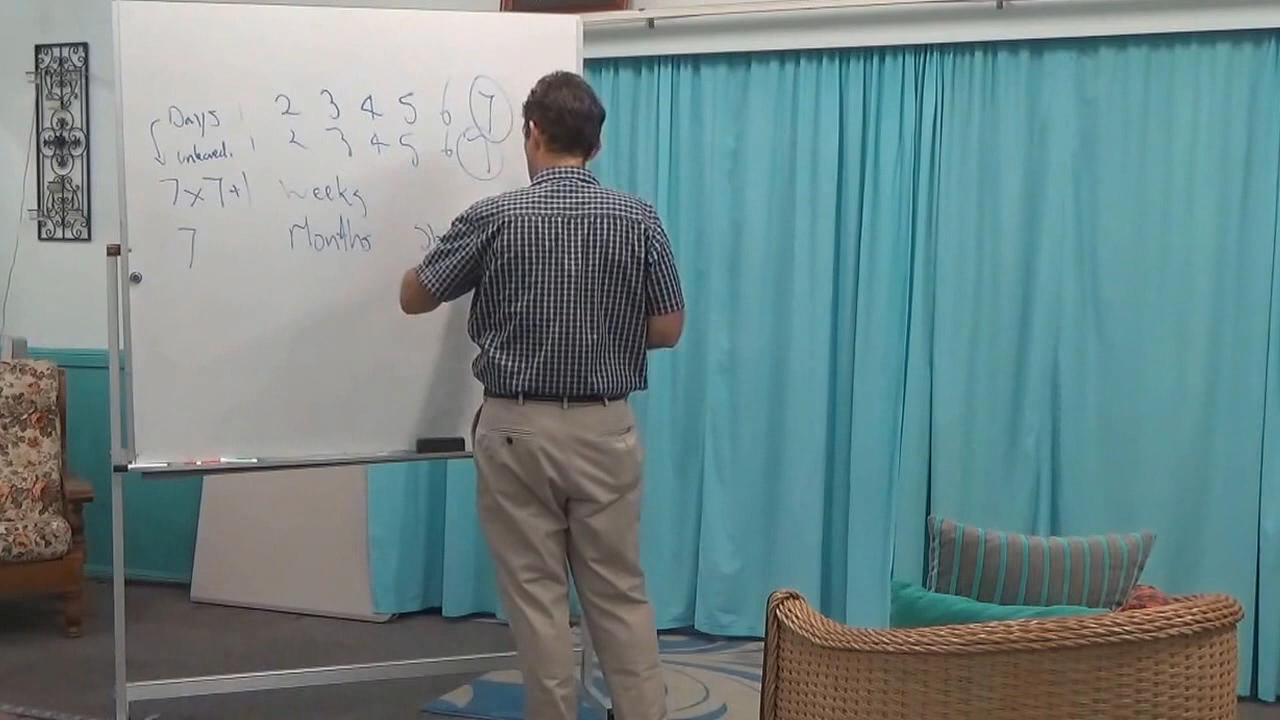 Days 1 2 3 4 5 6 7
unleavd. 1 2 3 4 5 6 7
7x7+1 weeks
7 Months